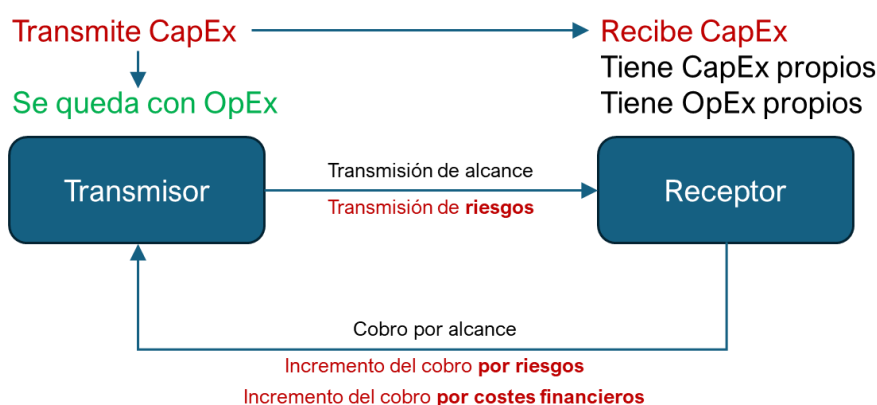 Transmite CapEx
Recibe CapEx
Tiene CapEx propios
Se queda con OpEx
Tiene OpEx propios
Transmisor
Transmisión de alcance
Transmisión de riesgos
Receptor
Cobro por alcance
Incremento del cobro por riesgos
Incremento del cobro por costes financieros